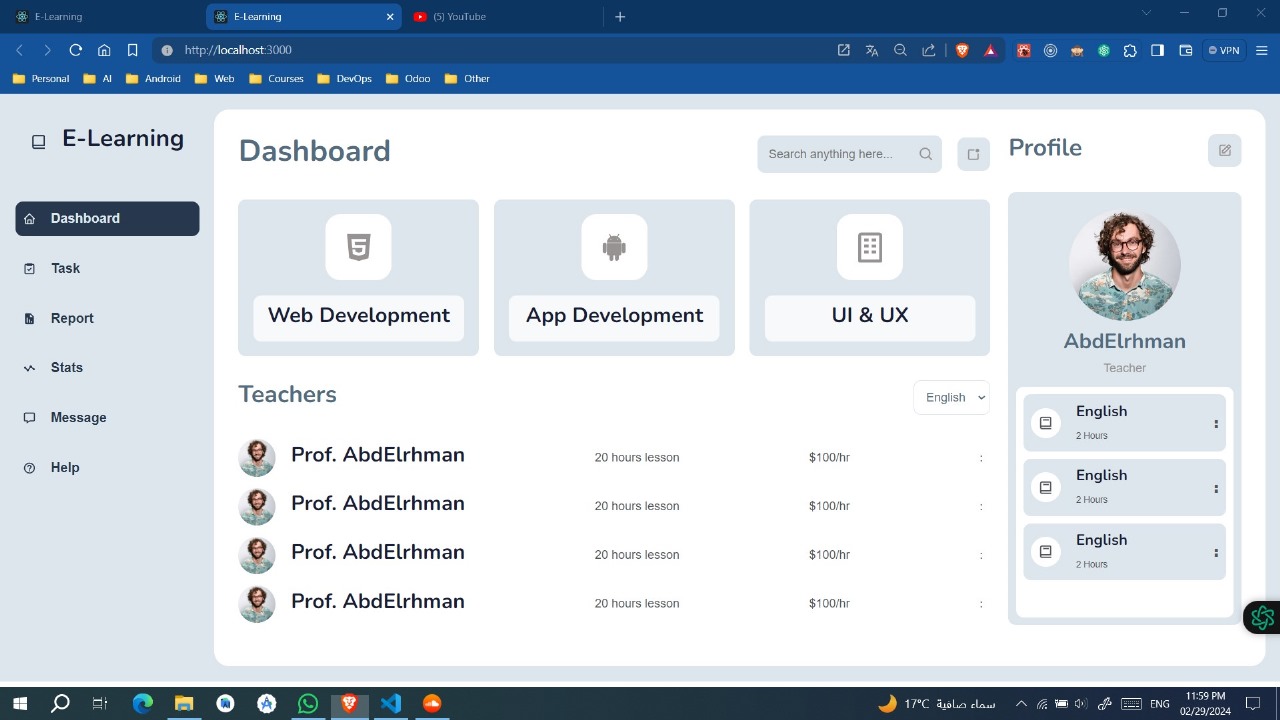 E-Learning
E-Learning
(5) YouTube
http://localhost:3000
VPN
Personal
AI
Android
Web
Courses
DevOps
Odoo
Other
E-Learning
Dashboard
Task
Report
Stats
Message
Help
Dashboard
Search anything here...
Web Development
App Development
UI & UX
Teachers
English
Prof. AbdElrhman 20 hours lesson $100/hr :
Prof. AbdElrhman 20 hours lesson $100/hr :
Prof. AbdElrhman 20 hours lesson $100/hr :
Prof. AbdElrhman 20 hours lesson $100/hr :
Profile
AbdElrhman
Teacher
English
2 Hours
English
2 Hours
English
2 Hours
17°C سماء صافية
ENG
11:59 PM
02/29/2024